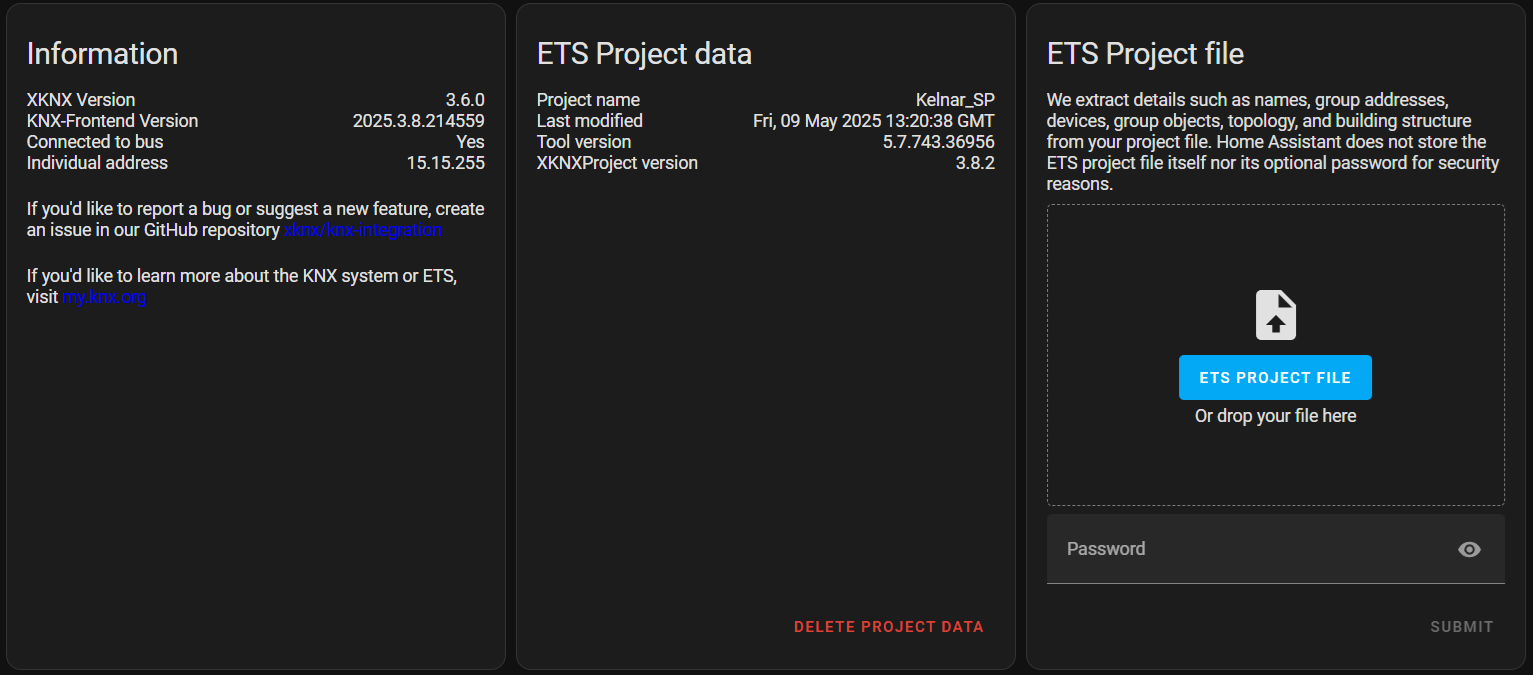 Information
XKNX Version 3.6.0
KNX-Frontend Version 2025.3.8.214559
Connected to bus Yes
Individual address 15.15.255
If you'd like to report a bug or suggest a new feature, create
an issue in our GitHub repository xknx/knx-integration
If you'd like to learn more about the KNX system or ETS,
visit my.knx.org
ETS Project data
Project name Kelnar_SP
Last modified Fri, 09 May 2025 13:20:38 GMT
Tool version 5.7.743.36956
XKNXProject version 3.8.2
DELETE PROJECT DATA
ETS Project file
We extract details such as names, group addresses,
devices, group objects, topology, and building structure
from your project file. Home Assistant does not store the
ETS project file itself nor its optional password for security
reasons.
ETS PROJECT FILE
Or drop your file here
Password
SUBMIT